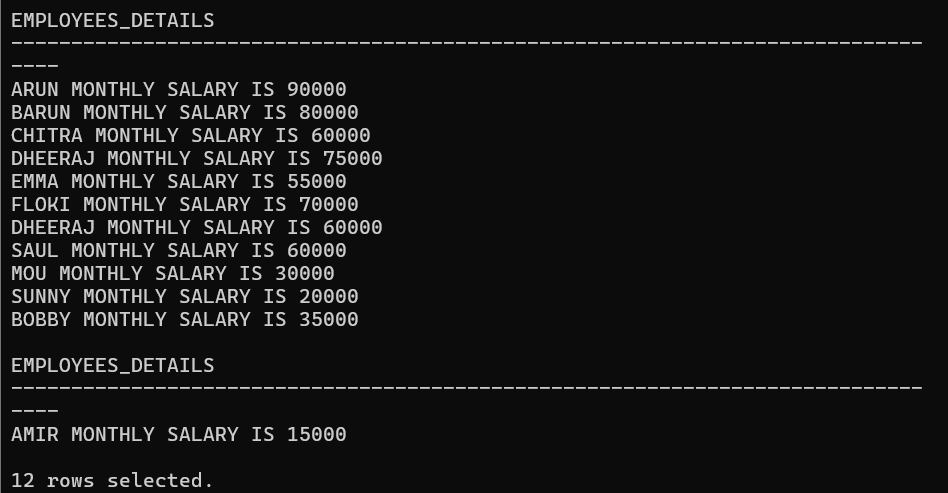 EMPLOYEES_DETAILS
----------------------------------------------------------------------------
----
ARUN MONTHLY SALARY IS 90000
BARUN MONTHLY SALARY IS 80000
CHITRA MONTHLY SALARY IS 60000
DHEERAJ MONTHLY SALARY IS 75000
EMMA MONTHLY SALARY IS 55000
FLOKI MONTHLY SALARY IS 70000
DHEERAJ MONTHLY SALARY IS 60000
SAUL MONTHLY SALARY IS 60000
MOU MONTHLY SALARY IS 30000
SUNNY MONTHLY SALARY IS 20000
BOBBY MONTHLY SALARY IS 35000
EMPLOYEES_DETAILS
----------------------------------------------------------------------------
----
AMIR MONTHLY SALARY IS 15000
12 rows selected.